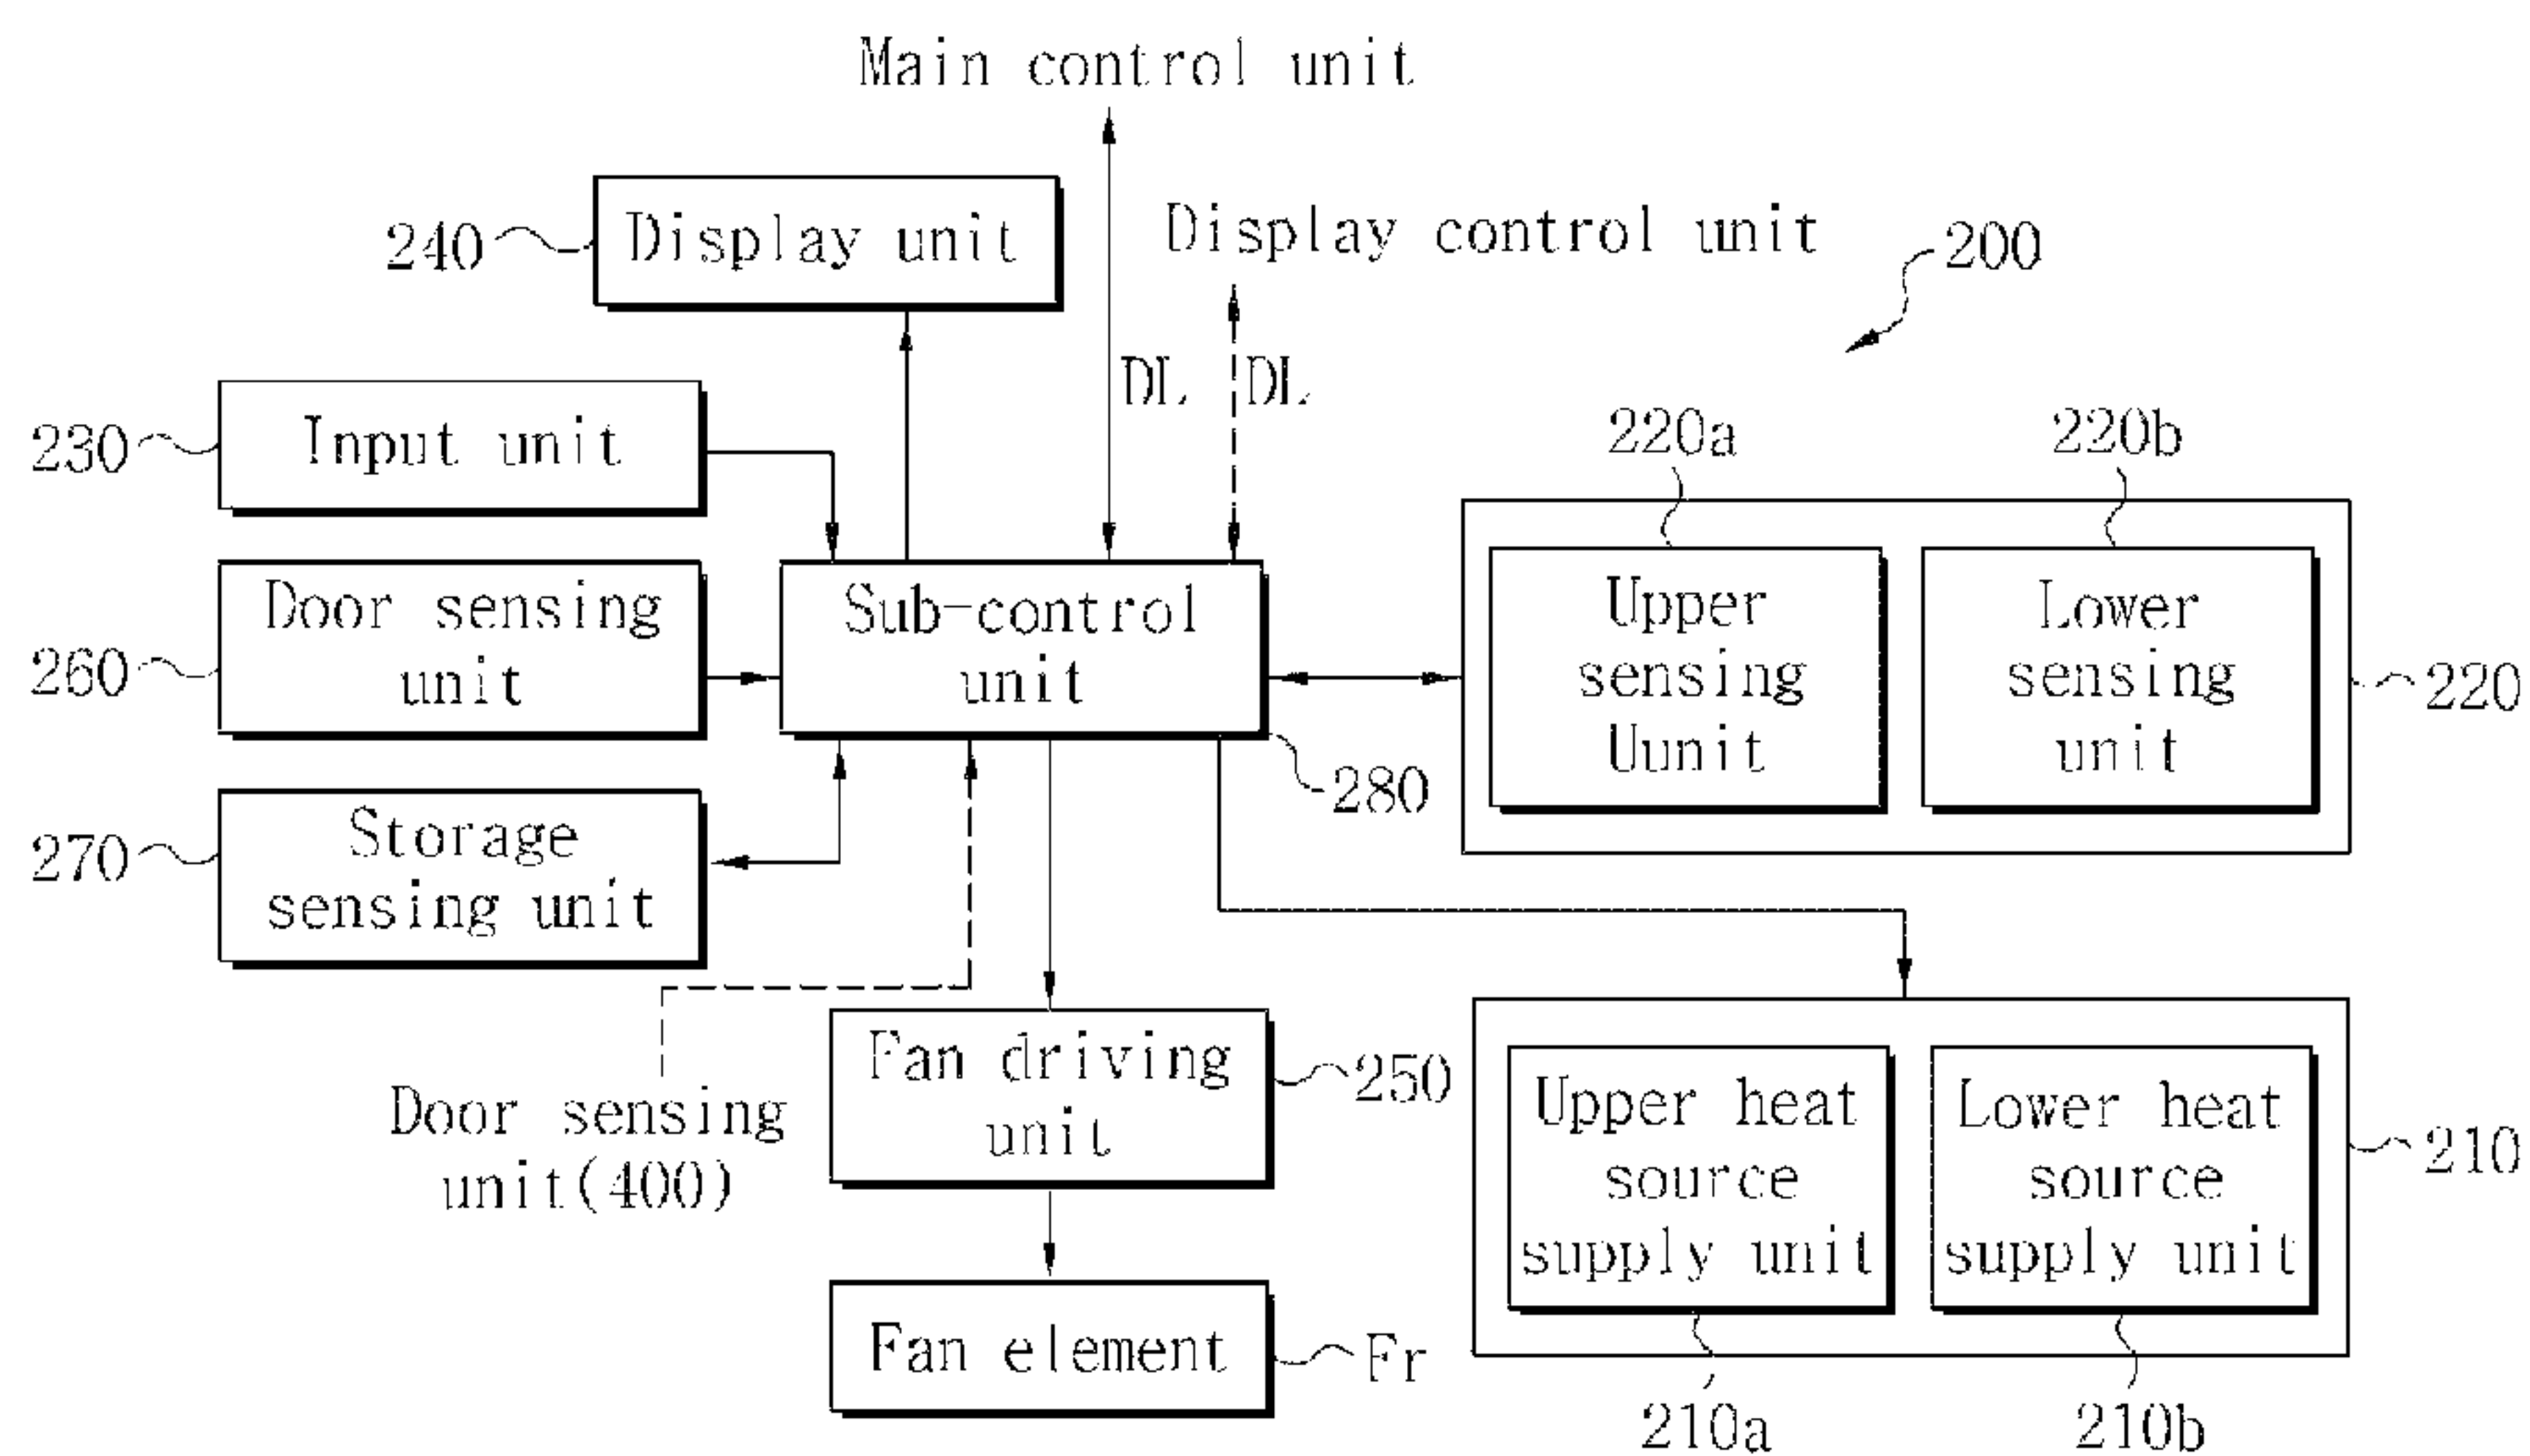 Main control unit
240
Display unit
Display control unit
200
DL
DL
230
Input unit
220a
220b
260
Door sensing
unit
Sub-control
unit
280
Upper
sensing
Uunit
Lower
sensing
unit
220
270
Storage
sensing unit
Door sensing
unit(400)
Fan driving
unit
250
Upper heat
source
supply unit
Lower heat
source
supply unit
210
Fan element
Fr
210a
210b